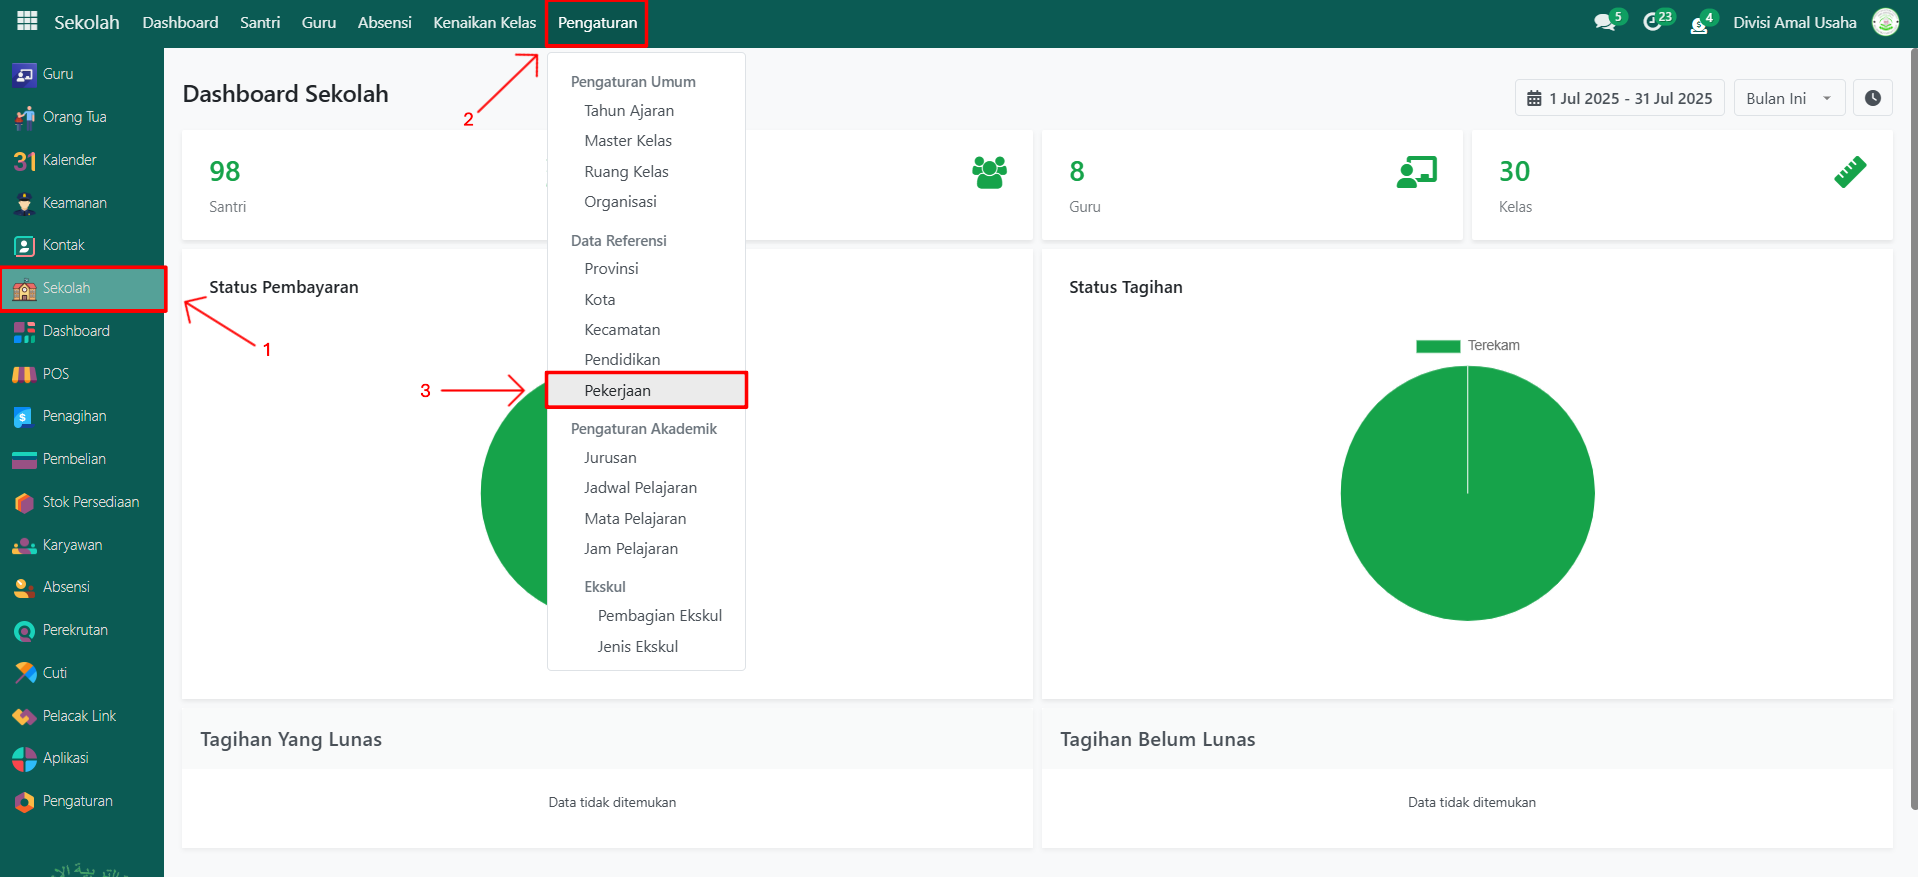 Sekolah Dashboard Santri Guru Absensi Kenaikan Kelas Pengaturan 5 23 4 Divisi Amal Usaha
Guru
Orang Tua
31 Kalender
Keamanan
Kontak
Sekolah
Dashboard
POS
Penagihan
Pembelian
Stok Persediaan
Karyawan
Absensi
Perekrutan
Cuti
Pelacak Link
Aplikasi
Pengaturan
1
2
3
Pengaturan Umum
Tahun Ajaran
Master Kelas
Ruang Kelas
Organisasi
Data Referensi
Provinsi
Kota
Kecamatan
Pendidikan
Pekerjaan
Pengaturan Akademik
Jurusan
Jadwal Pelajaran
Mata Pelajaran
Jam Pelajaran
Ekskul
Pembagian Ekskul
Jenis Ekskul
Dashboard Sekolah
1 Jul 2025 - 31 Jul 2025 Bulan Ini
98
Santri
8
Guru
30
Kelas
Status Pembayaran
Status Tagihan
Terekam
Tagihan Yang Lunas
Data tidak ditemukan
Tagihan Belum Lunas
Data tidak ditemukan